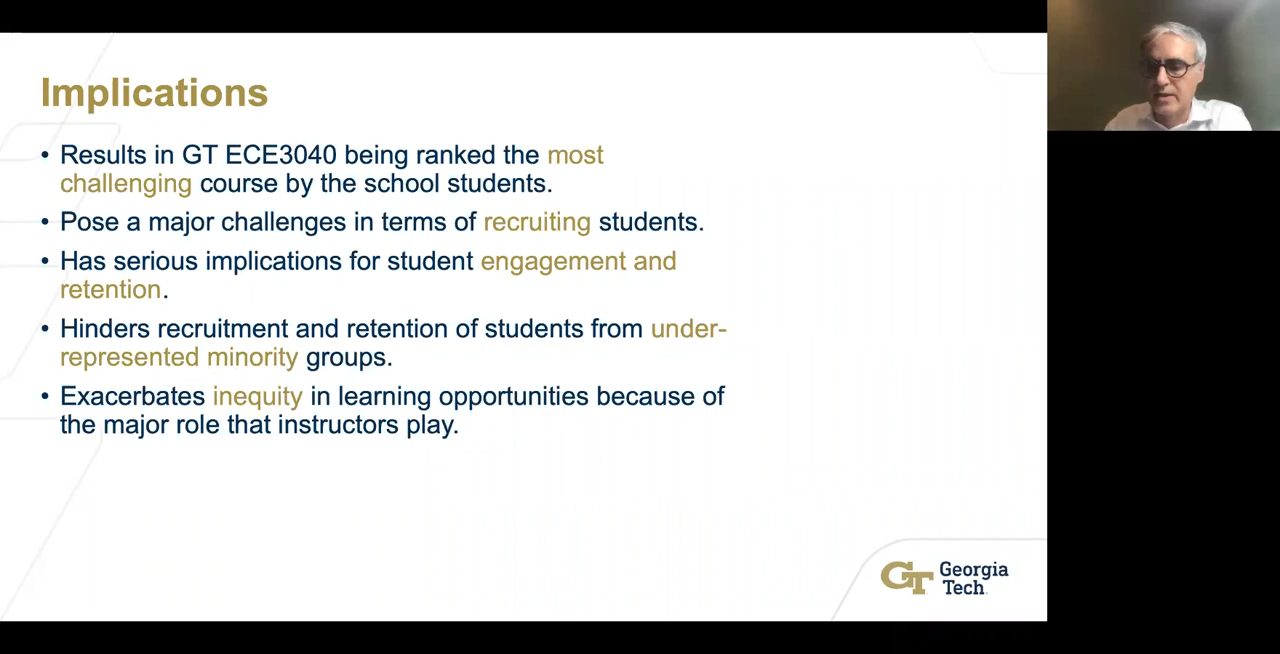 Implications
• Results in GT ECE3040 being ranked the most
challenging course by the school students.
• Pose a major challenges in terms of recruiting students.
• Has serious implications for student engagement and
retention.
• Hinders recruitment and retention of students from under-
represented minority groups.
• Exacerbates inequity in learning opportunities because of
the major role that instructors play.
GT Georgia
Tech